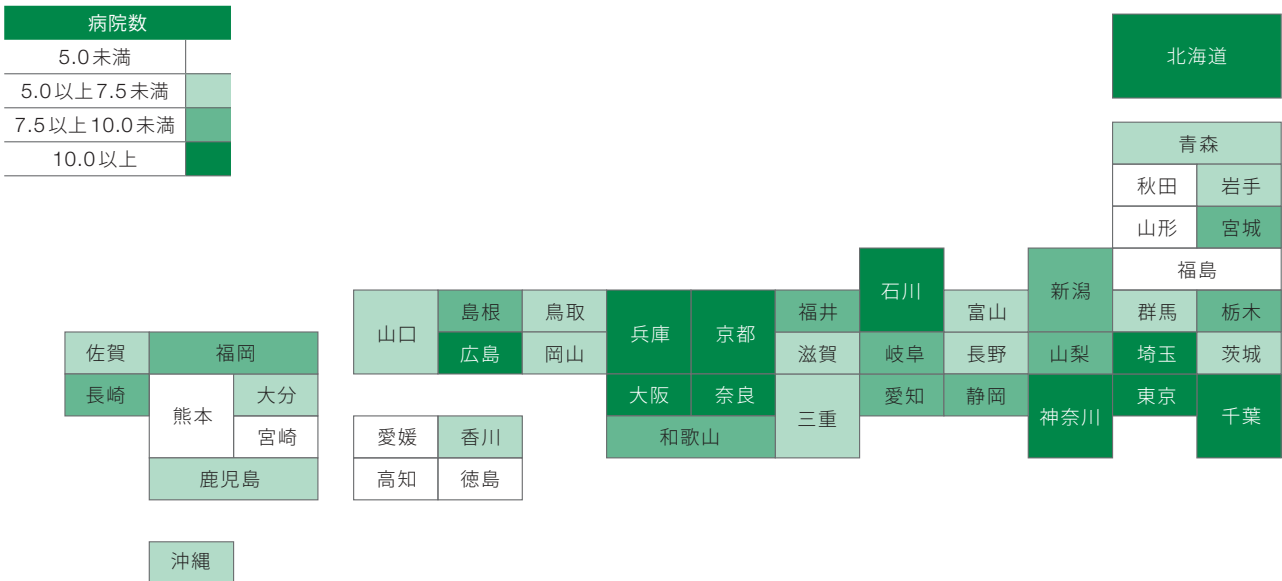 病院数
5.0未満
5.0以上7.5未満
7.5以上10.0未満
10.0以上
北海道
青森
秋田 岩手
山形 宮城
福島
石川 新潟
山口 島根 鳥取 兵庫 京都 福井 富山 群馬 栃木
佐賀 福岡 広島 岡山 滋賀 岐阜 長野 山梨 埼玉 茨城
長崎 熊本 大分 大阪 奈良 三重 愛知 静岡 神奈川 東京 千葉
宮崎 愛媛 香川 和歌山
鹿児島 高知 徳島
沖縄